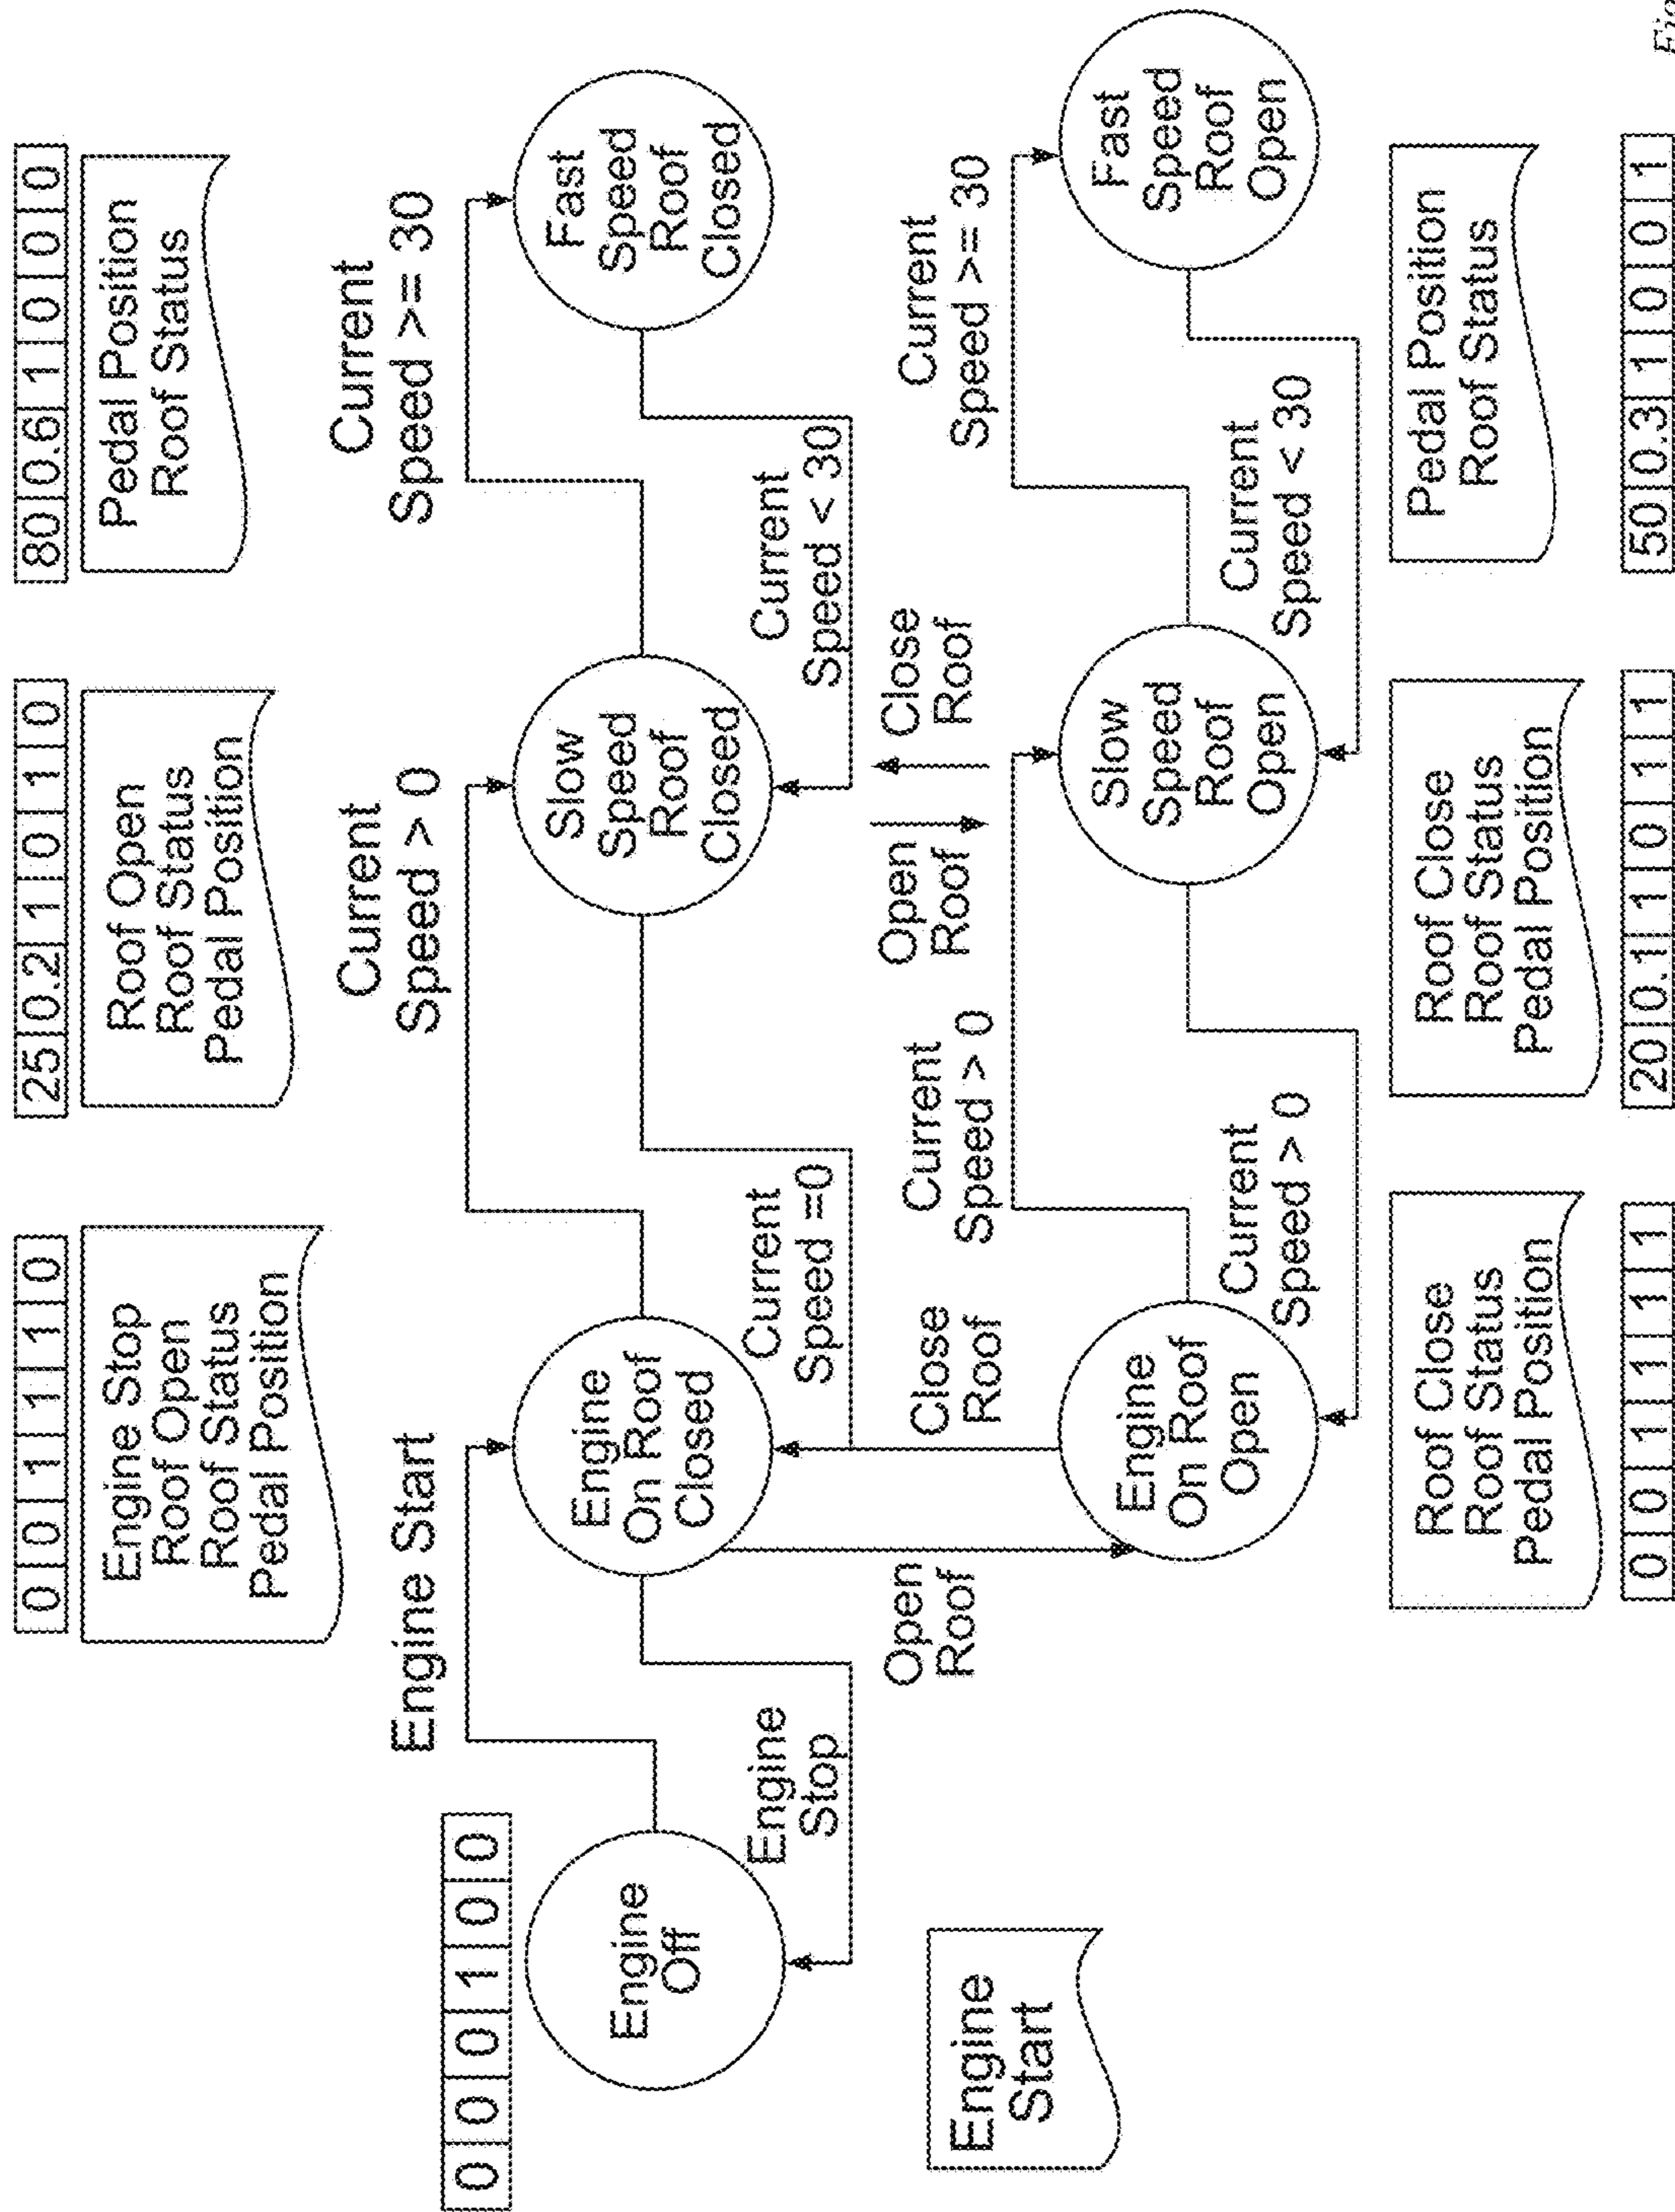 0 0 1 1 1 0
25 0.2 1 0 1 0
80 0.6 1 0 0 0
Engine Stop
Roof Open
Roof Status
Pedal Position
Roof Open
Roof Status
Pedal Position
Pedal Position
Roof Status
Engine Start
Current
Speed > 0
Current
Speed >= 30
0 0 0 1 0 0
Engine
Off
Engine
On Roof
Closed
Slow
Speed
Roof
Closed
Fast
Speed
Roof
Closed
Engine
Stop
Current
Speed =0
Current
Speed < 30
Open
Roof
Close
Roof
Current
Speed > 0
Open
Roof
Close
Roof
Current
Speed >= 30
Engine
Start
Engine
On Roof
Open
Slow
Speed
Roof
Open
Fast
Speed
Roof
Open
Current
Speed > 0
Current
Speed < 30
Roof Close
Roof Status
Pedal Position
Roof Close
Roof Status
Pedal Position
Pedal Position
Roof Status
0 0 1 1 1 1
20 0.1 1 0 1 1
50 0.3 1 0 0 1